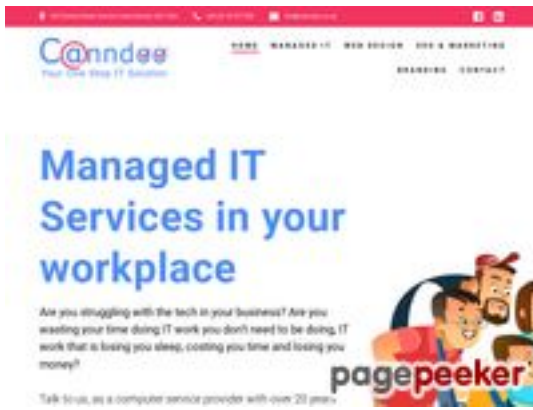 C@nndee
Your One Stop IT Solution
HOME MANAGED IT WEB DESIGN SEO & MARKETING
BRANDING CONTACT
Managed IT
Services in your
workplace
Are you struggling with the tech in your business? Are you
wasting your time doing IT work you don't need to be doing, IT
work that is losing you sleep, costing you time and losing you
money?
Talk to us, as a computer service provider with over 20 years
pagepeeker